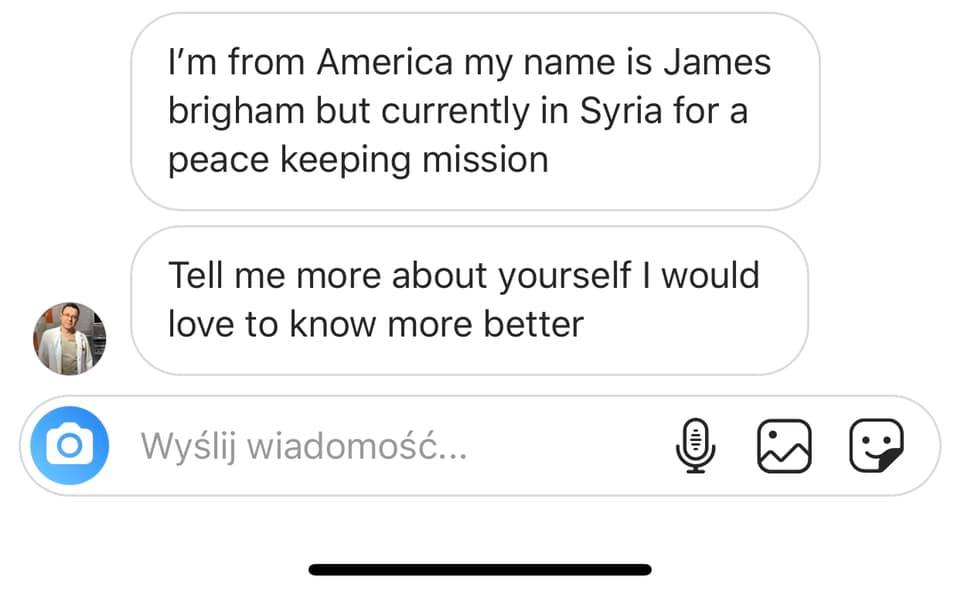 I’m from America my name is James
brigham but currently in Syria for a
peace keeping mission
Tell me more about yourself I would
love to know more better
Wyślij wiadomość...